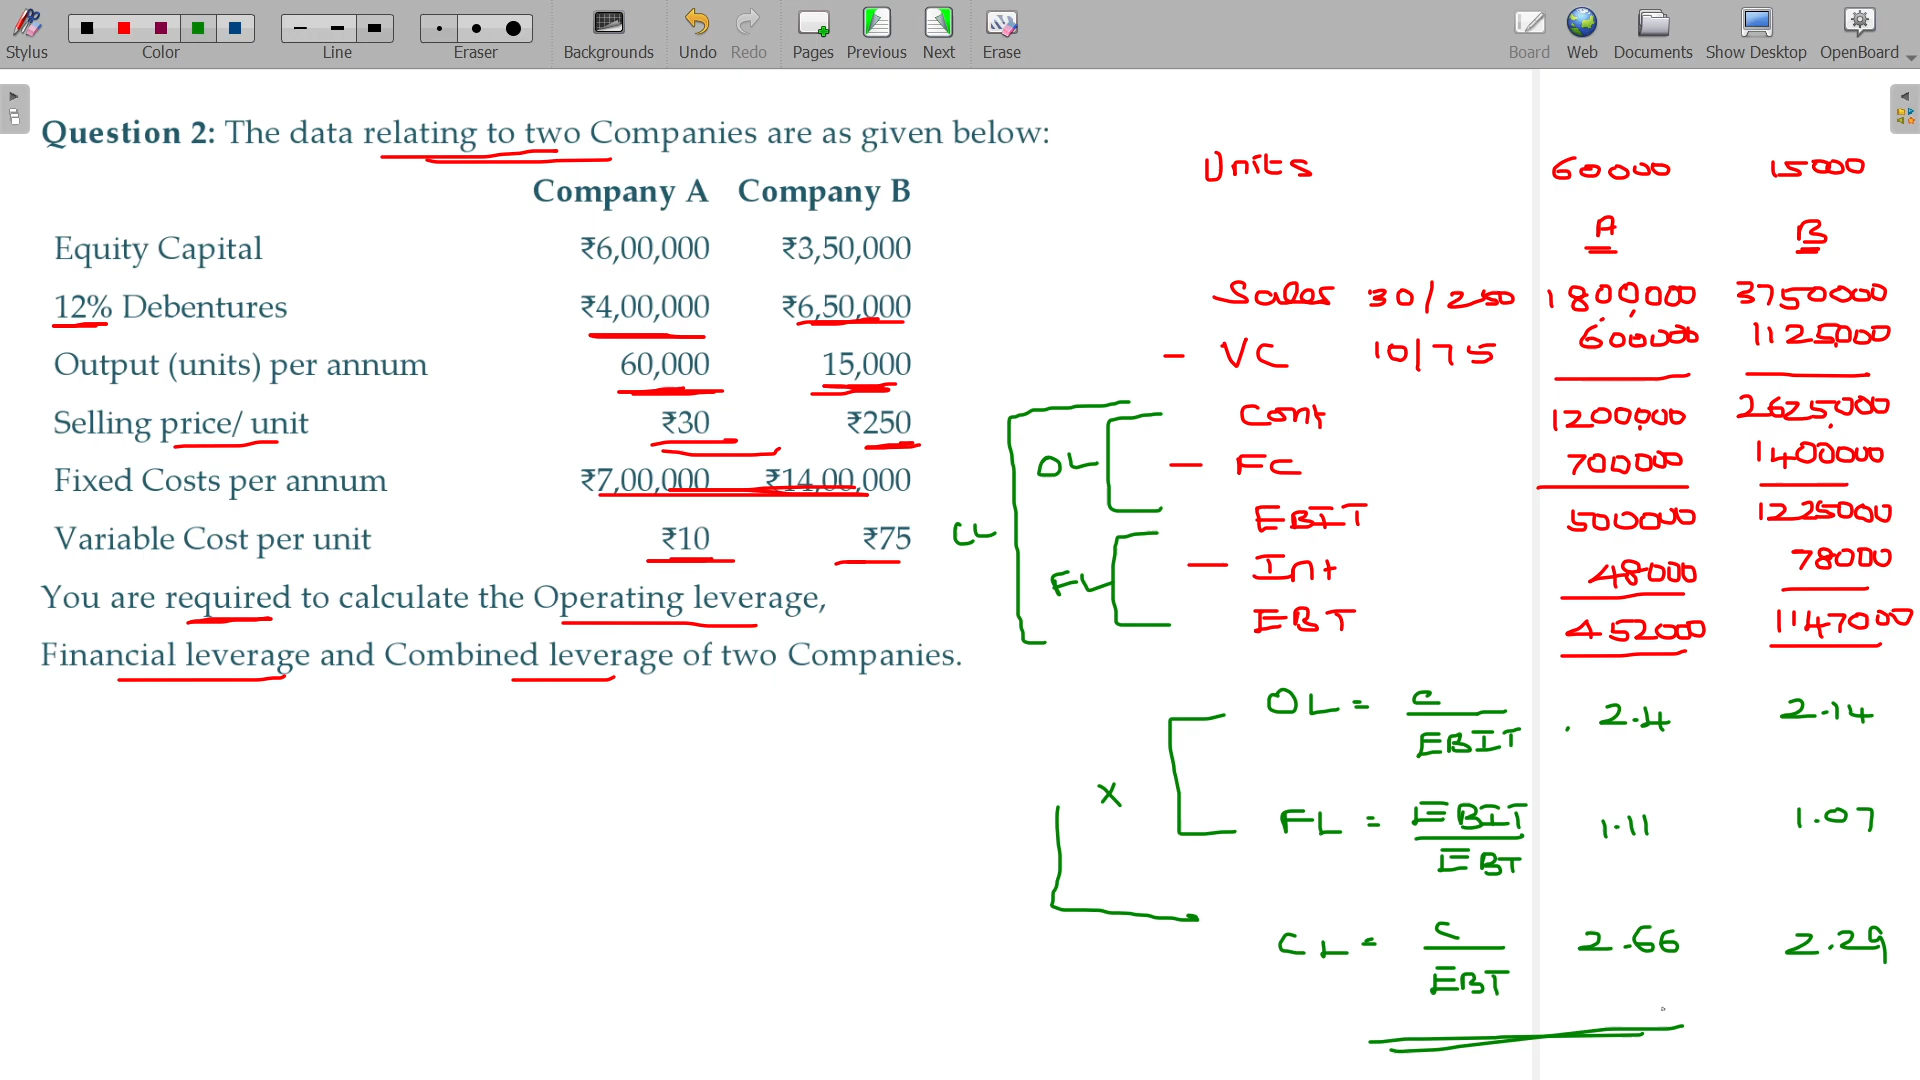 Stylus Color Line Eraser Backgrounds Undo Redo Pages Previous Next Erase Board Web Documents Show Desktop OpenBoard
Question 2: The data relating to two Companies are as given below:
Company A Company B
Equity Capital ₹6,00,000 ₹3,50,000
12% Debentures ₹4,00,000 ₹6,50,000
Output (units) per annum 60,000 15,000
Selling price/ unit ₹30 ₹250
Fixed Costs per annum ₹7,00,000 ₹14,00,000
Variable Cost per unit ₹10 ₹75
You are required to calculate the Operating leverage,
Financial leverage and Combined leverage of two Companies.
Units 60000 15000
A B
Sales 30/250 1800,000 3750000
- VC 10/75 600000 1125000
Cont 1200,000 2625,000
OL - FC 700000 1400000
EBIT 500000 1225000
CL
FL - Int 48000 78000
EBT 452000 1147000
OL = C/EBIT 2.4 2.14
X
FL = EBIT/EBT 1.11 1.07
CL = C/EBT 2.66 2.29